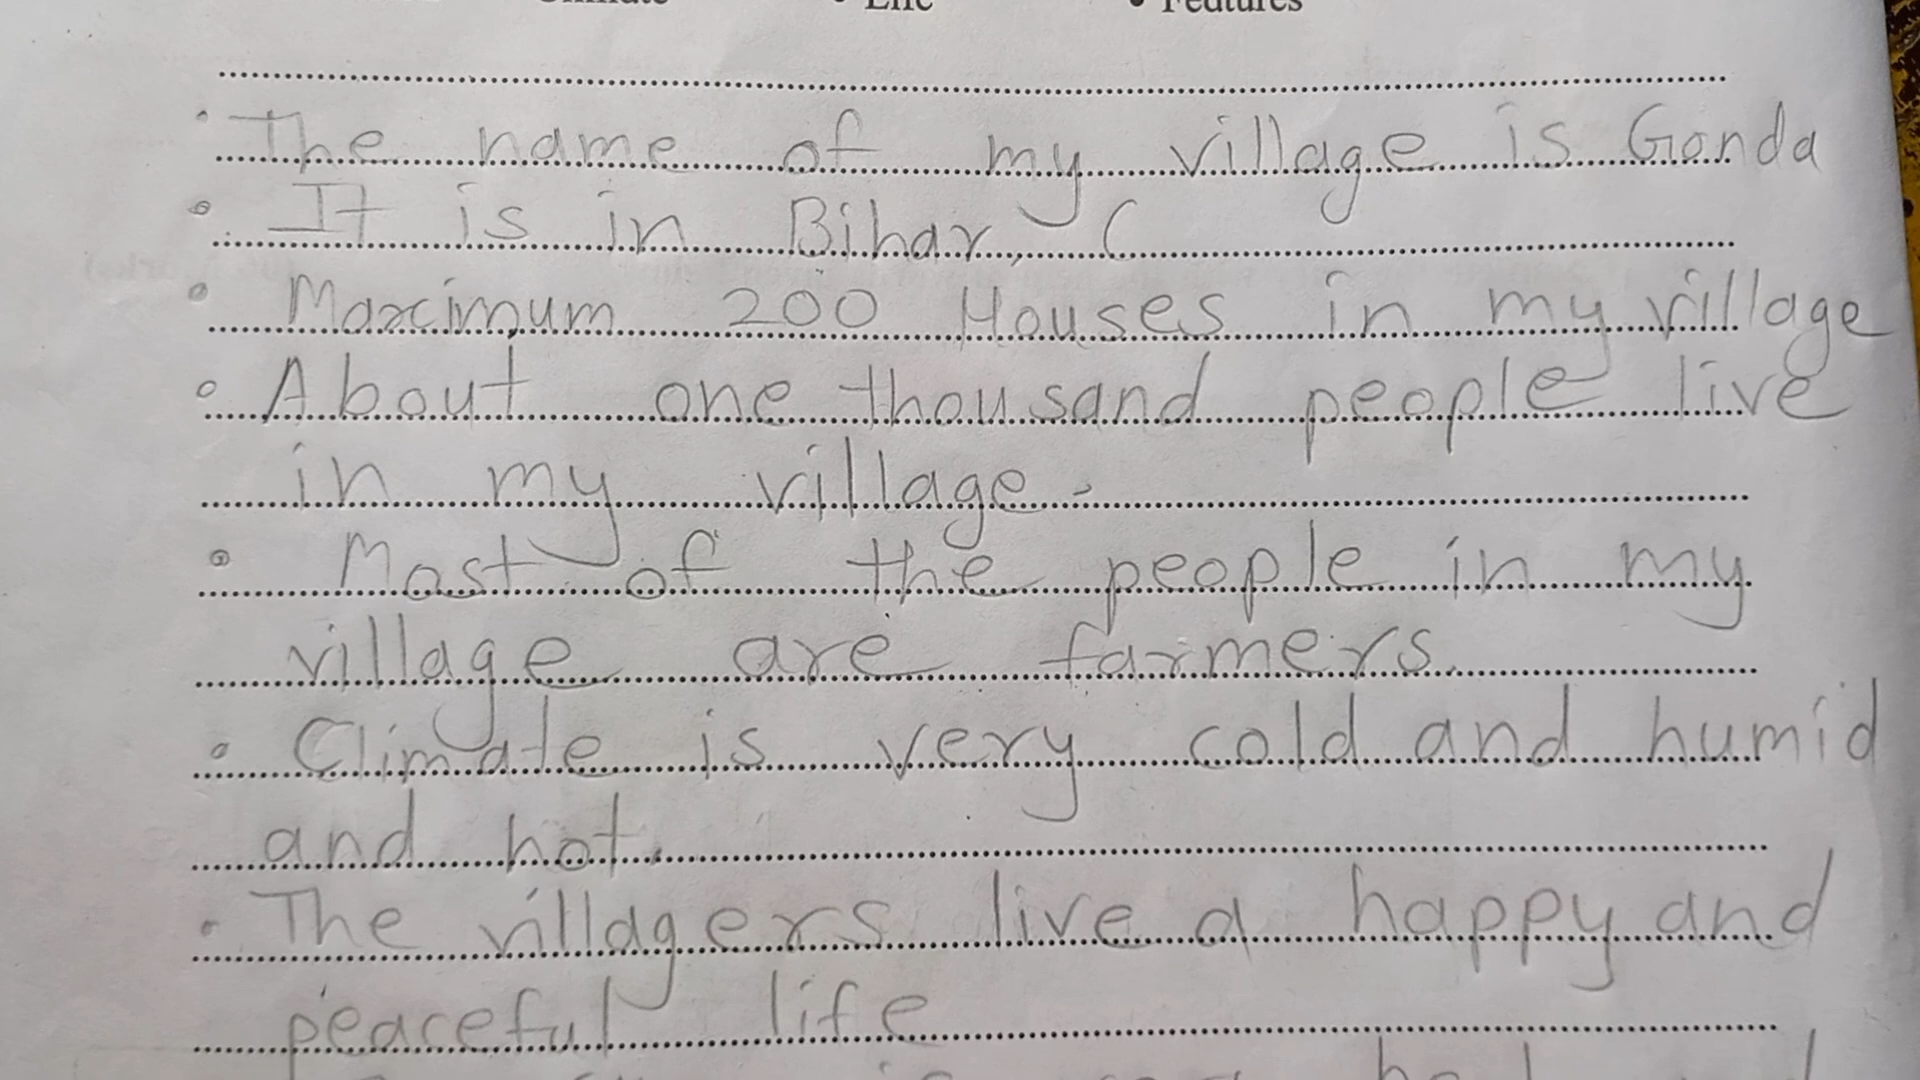 • Life • Features
• The name of my village is Gonda
• It is in Bihar, (
• Maximum 200 Houses in my village
• About one thousand people live
in my village.
• Most of the people in my
village are farmers.
• Climate is very cold and humid
and hot.
• The villagers live a happy and
peaceful life